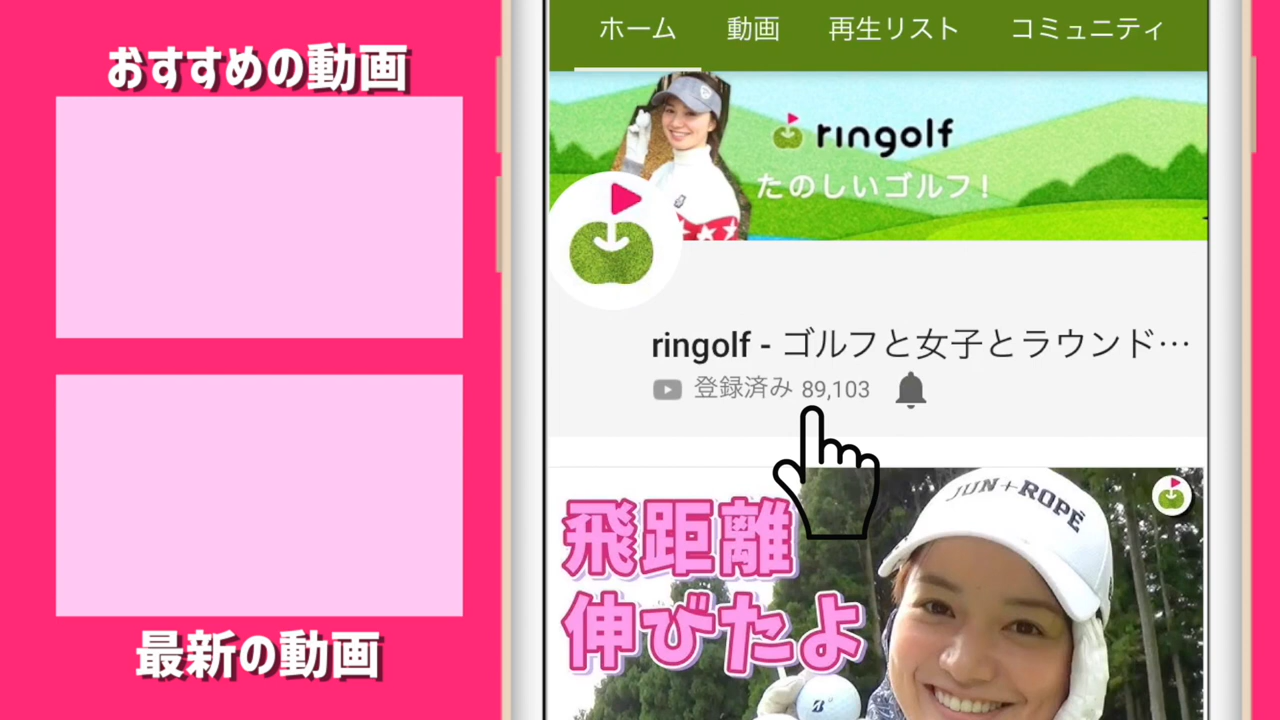 おすすめの動画
最新の動画
ホーム 動画 再生リスト コミュニティ
ringolf
たのしいゴルフ!
ringolf - ゴルフと女子とラウンド…
登録済み 89,103
JUN+ROPÉ
飛距離
伸びたよ
B